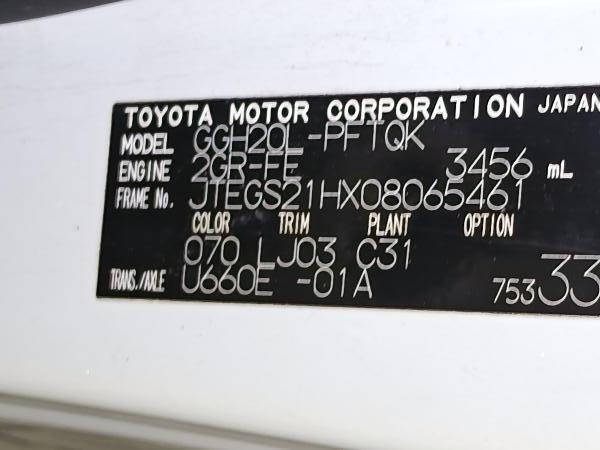 TOYOTA MOTOR CORPORATION JAPAN
MODEL GGH20L-PFTQK
ENGINE 2GR-FE 3456 mL
FRAME No. JTEGS21HX08065461
COLOR TRIM PLANT OPTION
070 LJ03 C31
TRANS./AXLE U660E -01A 75333